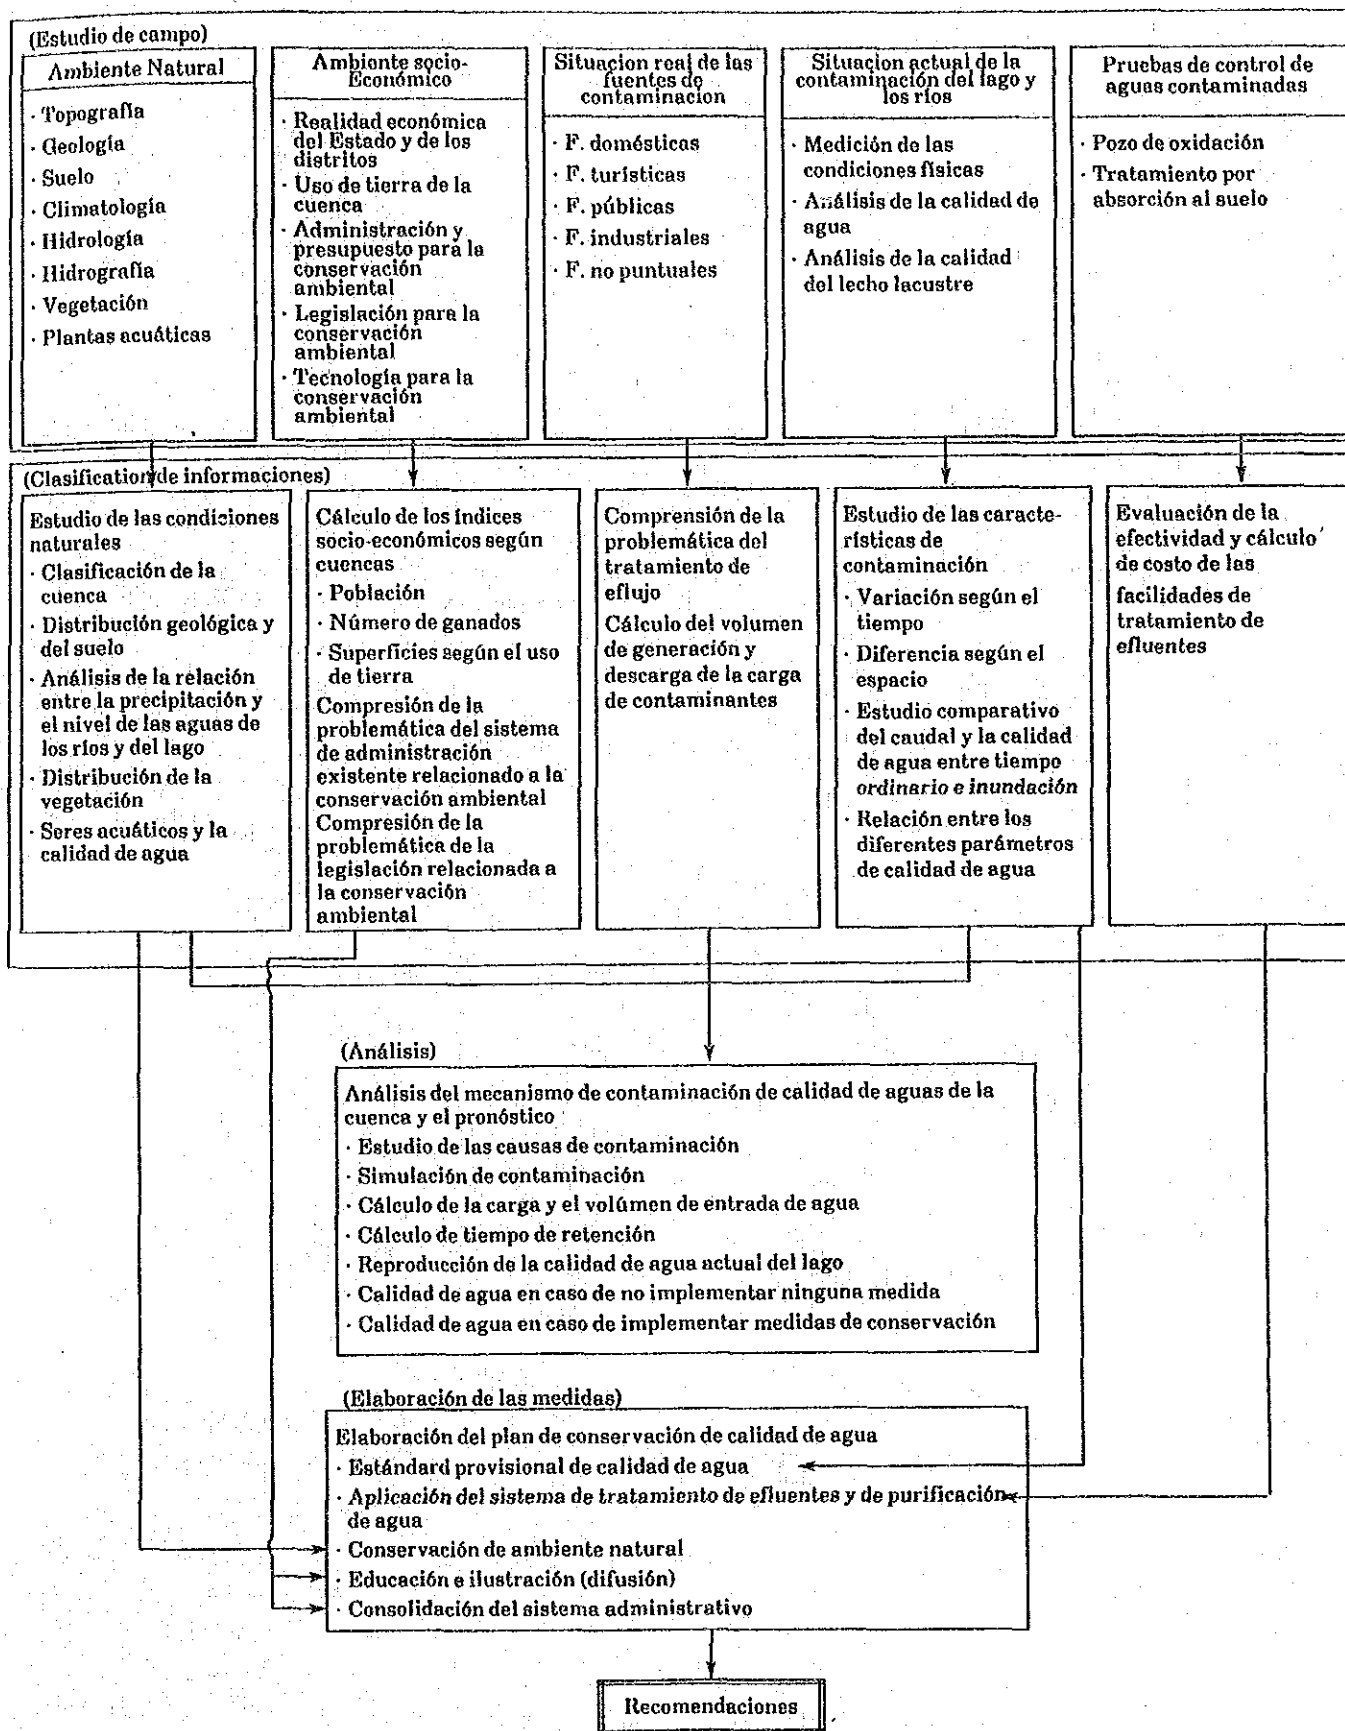 (Estudio de campo)
Ambiente Natural
· Topografía
· Geología
· Suelo
· Climatología
· Hidrología
· Hidrografía
· Vegetación
· Plantas acuáticas
Ambiente socio-
Económico
· Realidad económica
del Estado y de los
distritos
· Uso de tierra de la
cuenca
· Administración y
presupuesto para la
conservación
ambiental
· Legislación para la
conservación
ambiental
· Tecnología para la
conservación
ambiental
Situacion real de las
fuentes de
contaminacion
· F. domésticas
· F. turísticas
· F. públicas
· F. industriales
· F. no puntuales
Situacion actual de la
contaminación del lago y
los ríos
· Medición de las
condiciones físicas
· Análisis de la calidad de
agua
· Análisis de la calidad
del lecho lacustre
Pruebas de control de
aguas contaminadas
· Pozo de oxidación
· Tratamiento por
absorción al suelo
(Clasification de informaciones)
Estudio de las condisiones
naturales
· Clasificación de la
cuenca
· Distribución geológica y
del suelo
· Análisis de la relación
entre la precipitación y
el nivel de las aguas de
los ríos y del lago
· Distribución de la
vegetación
· Seres acuáticos y la
calidad de agua
Cálculo de los índices
socio-económicos según
cuencas
· Población
· Número de ganados
· Superfícies según el uso
de tierra
Compresión de la
problemática del sistema
de administración
existente relacionado a la
conservación ambiental
Compresión de la
problemática de la
legislación relacionada a
la conservación
ambiental
Comprensión de la
problemática del
tratamiento de
eflujo
Cálculo del volumen
de generación y
descarga de la carga
de contaminantes
Estudio de las caracte-
rísticas de
contaminación
· Variación según el
tiempo
· Diferencia según el
espacio
· Estudio comparativo
del caudal y la calidad
de agua entre tiempo
ordinario e inundación
· Relación entre los
diferentes parámetros
de calidad de agua
Evaluación de la
efectividad y cálculo
de costo de las
facilidades de
tratamiento de
efluentes
(Análisis)
Análisis del mecanismo de contaminación de calidad de aguas de la
cuenca y el pronóstico
· Estudio de las causas de contaminación
· Simulación de contaminación
· Cálculo de la carga y el volúmen de entrada de agua
· Cálculo de tiempo de retención
· Reproducción de la calidad de agua actual del lago
· Calidad de agua en caso de no implementar ninguna medida
· Calidad de agua en caso de implementar medidas de conservación
(Elaboración de las medidas)
Elaboración del plan de conservación de calidad de agua
· Estándard provisional de calidad de agua
· Aplicación del sistema de tratamiento de efluentes y de purificación
de agua
· Conservación de ambiente natural
· Educación e ilustración (difusión)
· Consolidación del sistema administrativo
Recomendaciones